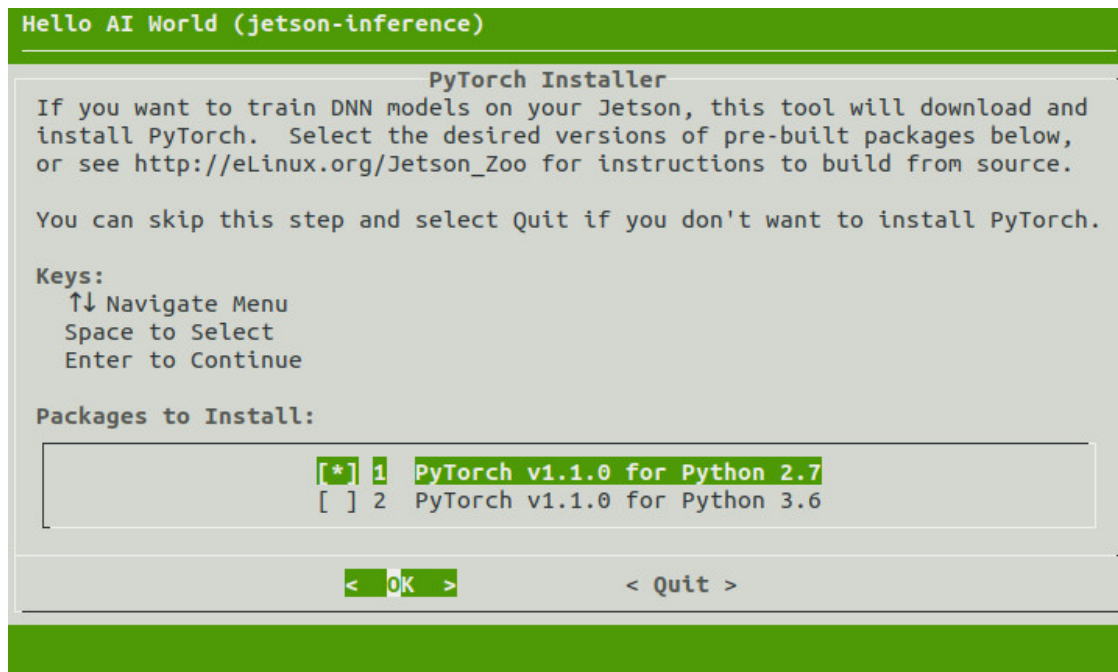 Hello AI World (jetson-inference)
PyTorch Installer
If you want to train DNN models on your Jetson, this tool will download and
install PyTorch.  Select the desired versions of pre-built packages below,
or see http://eLinux.org/Jetson_Zoo for instructions to build from source.
You can skip this step and select Quit if you don't want to install PyTorch.
Keys:
↑↓ Navigate Menu
Space to Select
Enter to Continue
Packages to Install:
[*] 1  PyTorch v1.1.0 for Python 2.7
[ ] 2  PyTorch v1.1.0 for Python 3.6
<  OK  > < Quit >